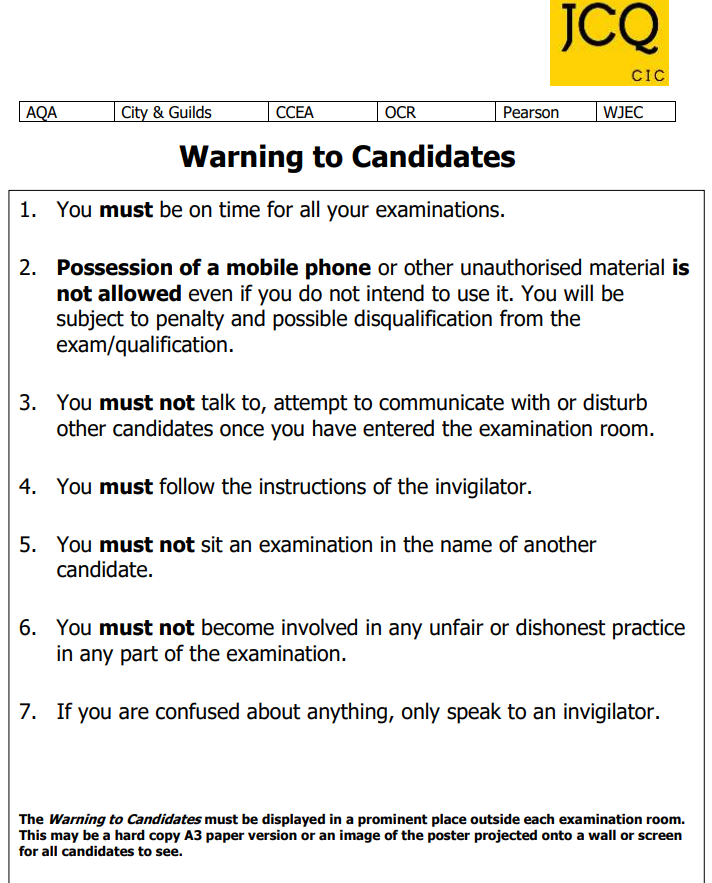 JCQ
CIC
AQA City & Guilds CCEA OCR Pearson WJEC
Warning to Candidates
1. You must be on time for all your examinations.
2. Possession of a mobile phone or other unauthorised material is
not allowed even if you do not intend to use it. You will be
subject to penalty and possible disqualification from the
exam/qualification.
3. You must not talk to, attempt to communicate with or disturb
other candidates once you have entered the examination room.
4. You must follow the instructions of the invigilator.
5. You must not sit an examination in the name of another
candidate.
6. You must not become involved in any unfair or dishonest practice
in any part of the examination.
7. If you are confused about anything, only speak to an invigilator.
The Warning to Candidates must be displayed in a prominent place outside each examination room.
This may be a hard copy A3 paper version or an image of the poster projected onto a wall or screen
for all candidates to see.